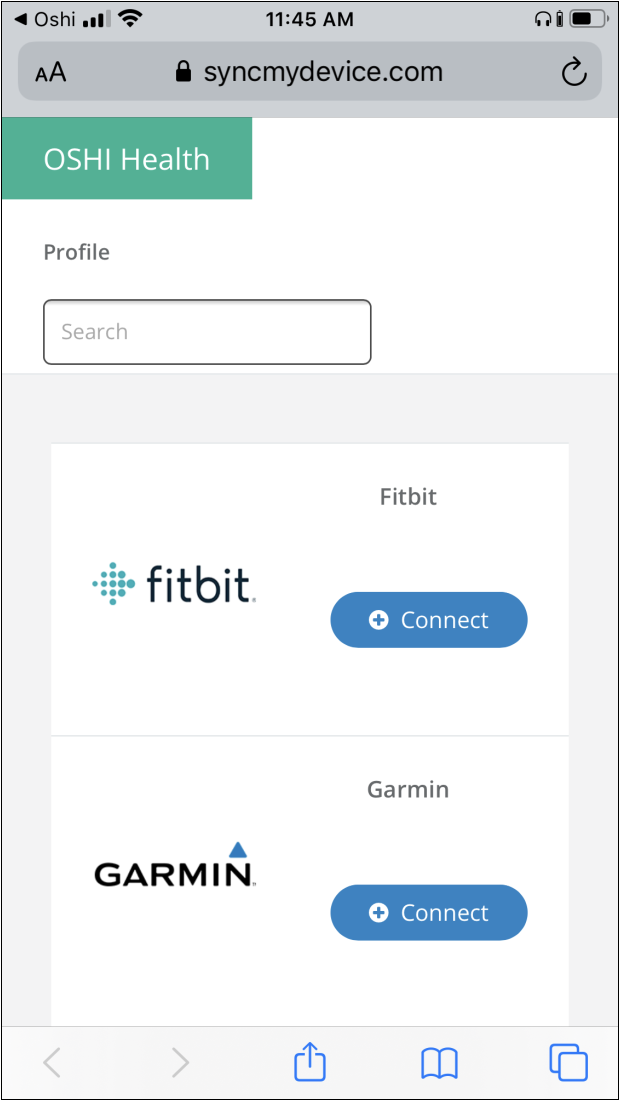 Oshi 11:45 AM
AA syncmydevice.com
OSHI Health
Profile
Search
Fitbit
fitbit
Connect
Garmin
GARMIN
Connect